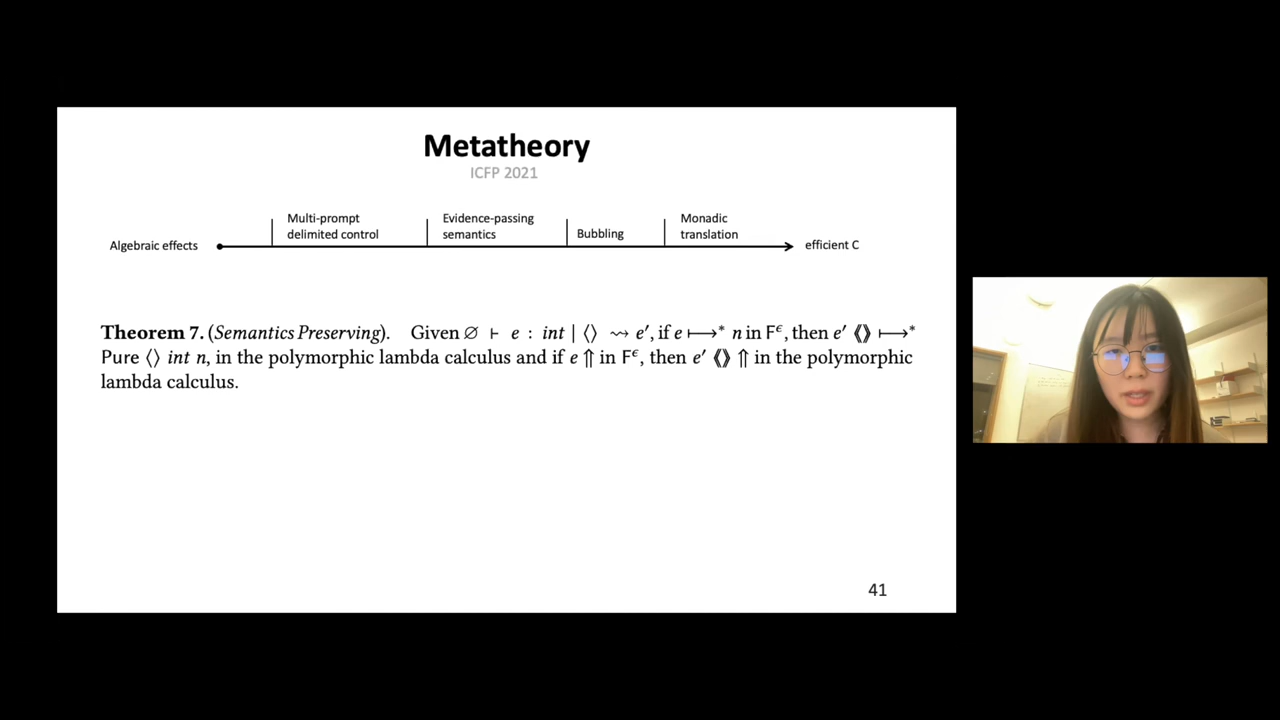 Metatheory
ICFP 2021
Algebraic effects
Multi-prompt
delimited control
Evidence-passing
semantics
Bubbling
Monadic
translation
efficient C
Theorem 7. (Semantics Preserving). Given ∅ ⊢ e : int | ⟨⟩ ⇝ e′, if e ⟼* n in Fᵋ, then e′ ⟪⟫ ⟼*
Pure ⟨⟩ int n, in the polymorphic lambda calculus and if e ⇑ in Fᵋ, then e′ ⟪⟫ ⇑ in the polymorphic
lambda calculus.
41